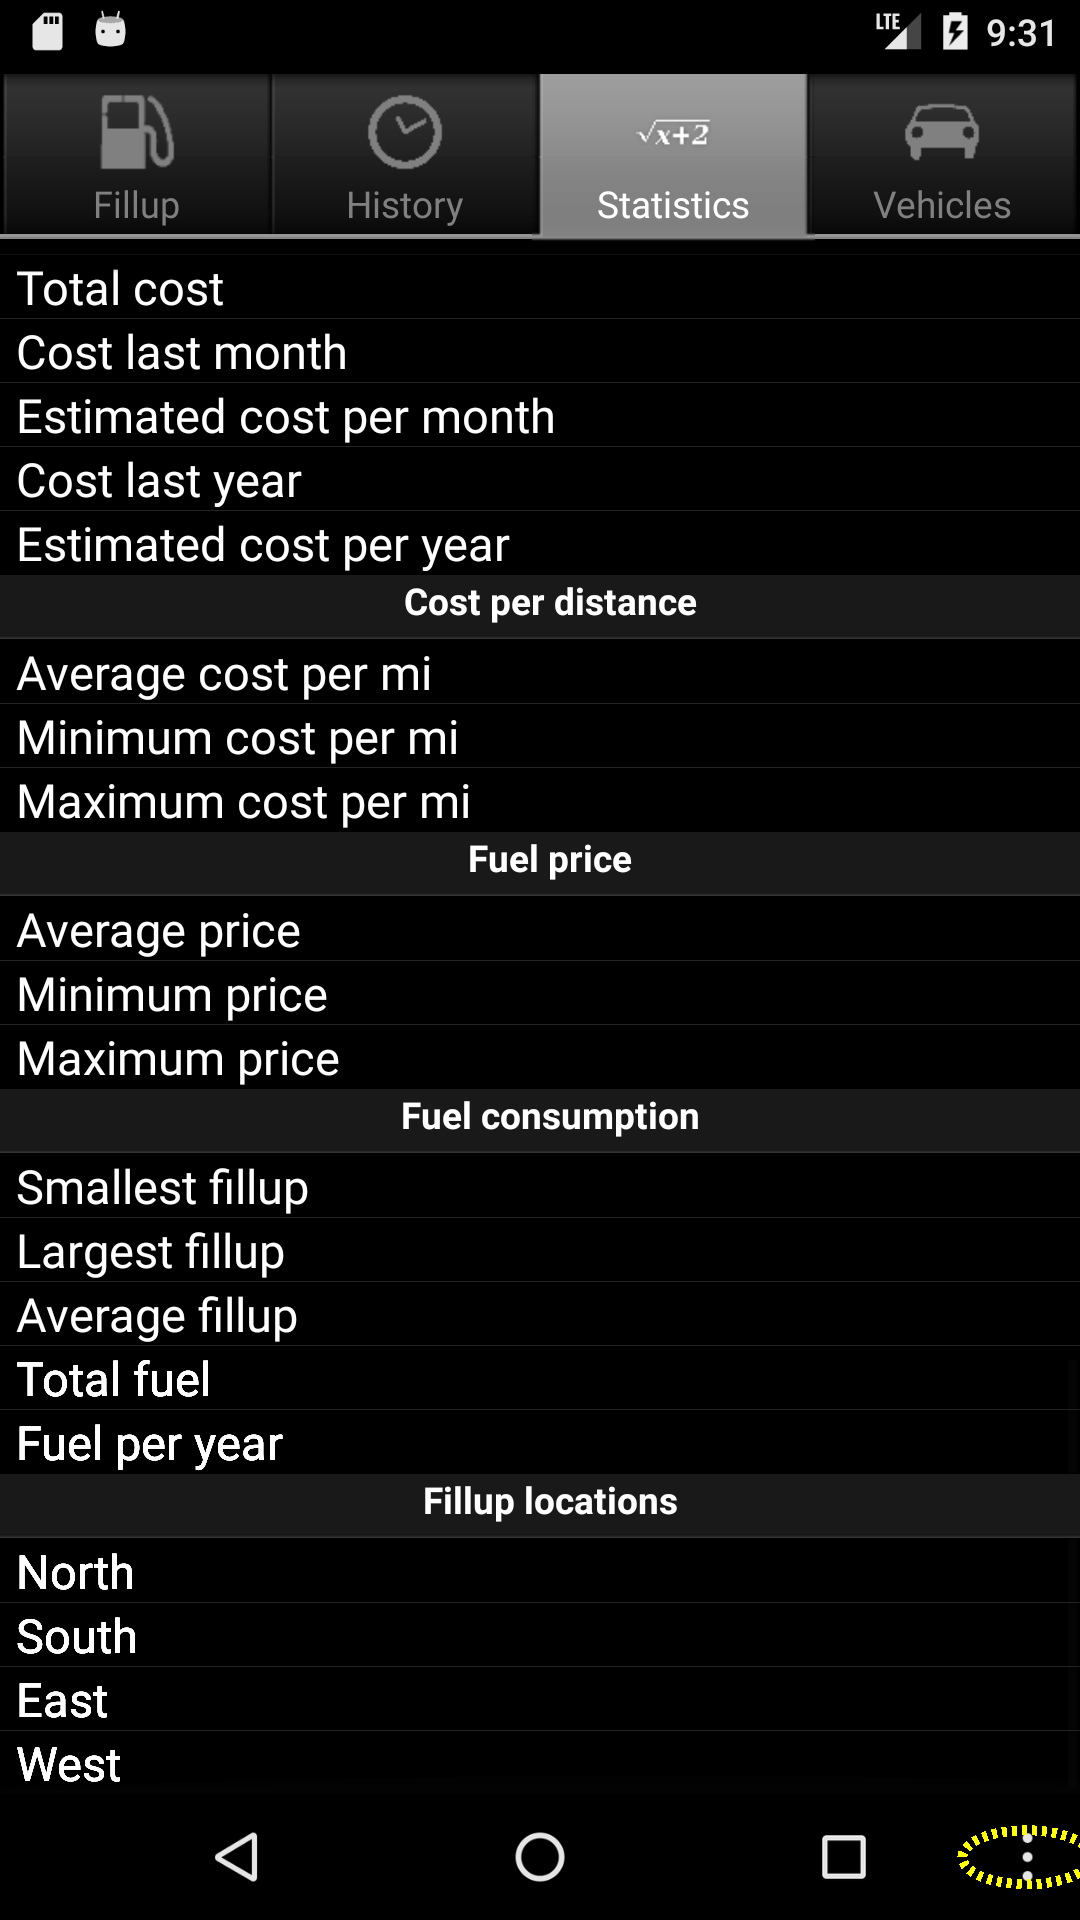 LTE 9:31
√x+2
Fillup History Statistics Vehicles
Total cost
Cost last month
Estimated cost per month
Cost last year
Estimated cost per year
Cost per distance
Average cost per mi
Minimum cost per mi
Maximum cost per mi
Fuel price
Average price
Minimum price
Maximum price
Fuel consumption
Smallest fillup
Largest fillup
Average fillup
Total fuel
Fuel per year
Fillup locations
North
South
East
West